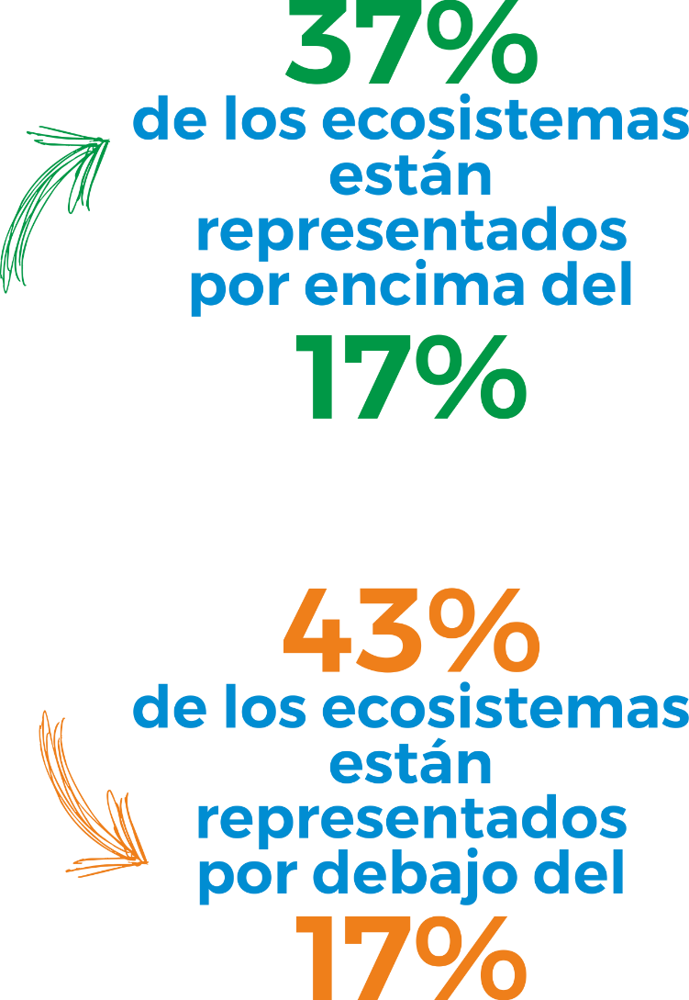 37%
de los ecosistemas
están
representados
por encima del
17%
43%
de los ecosistemas
están
representados
por debajo del
17%